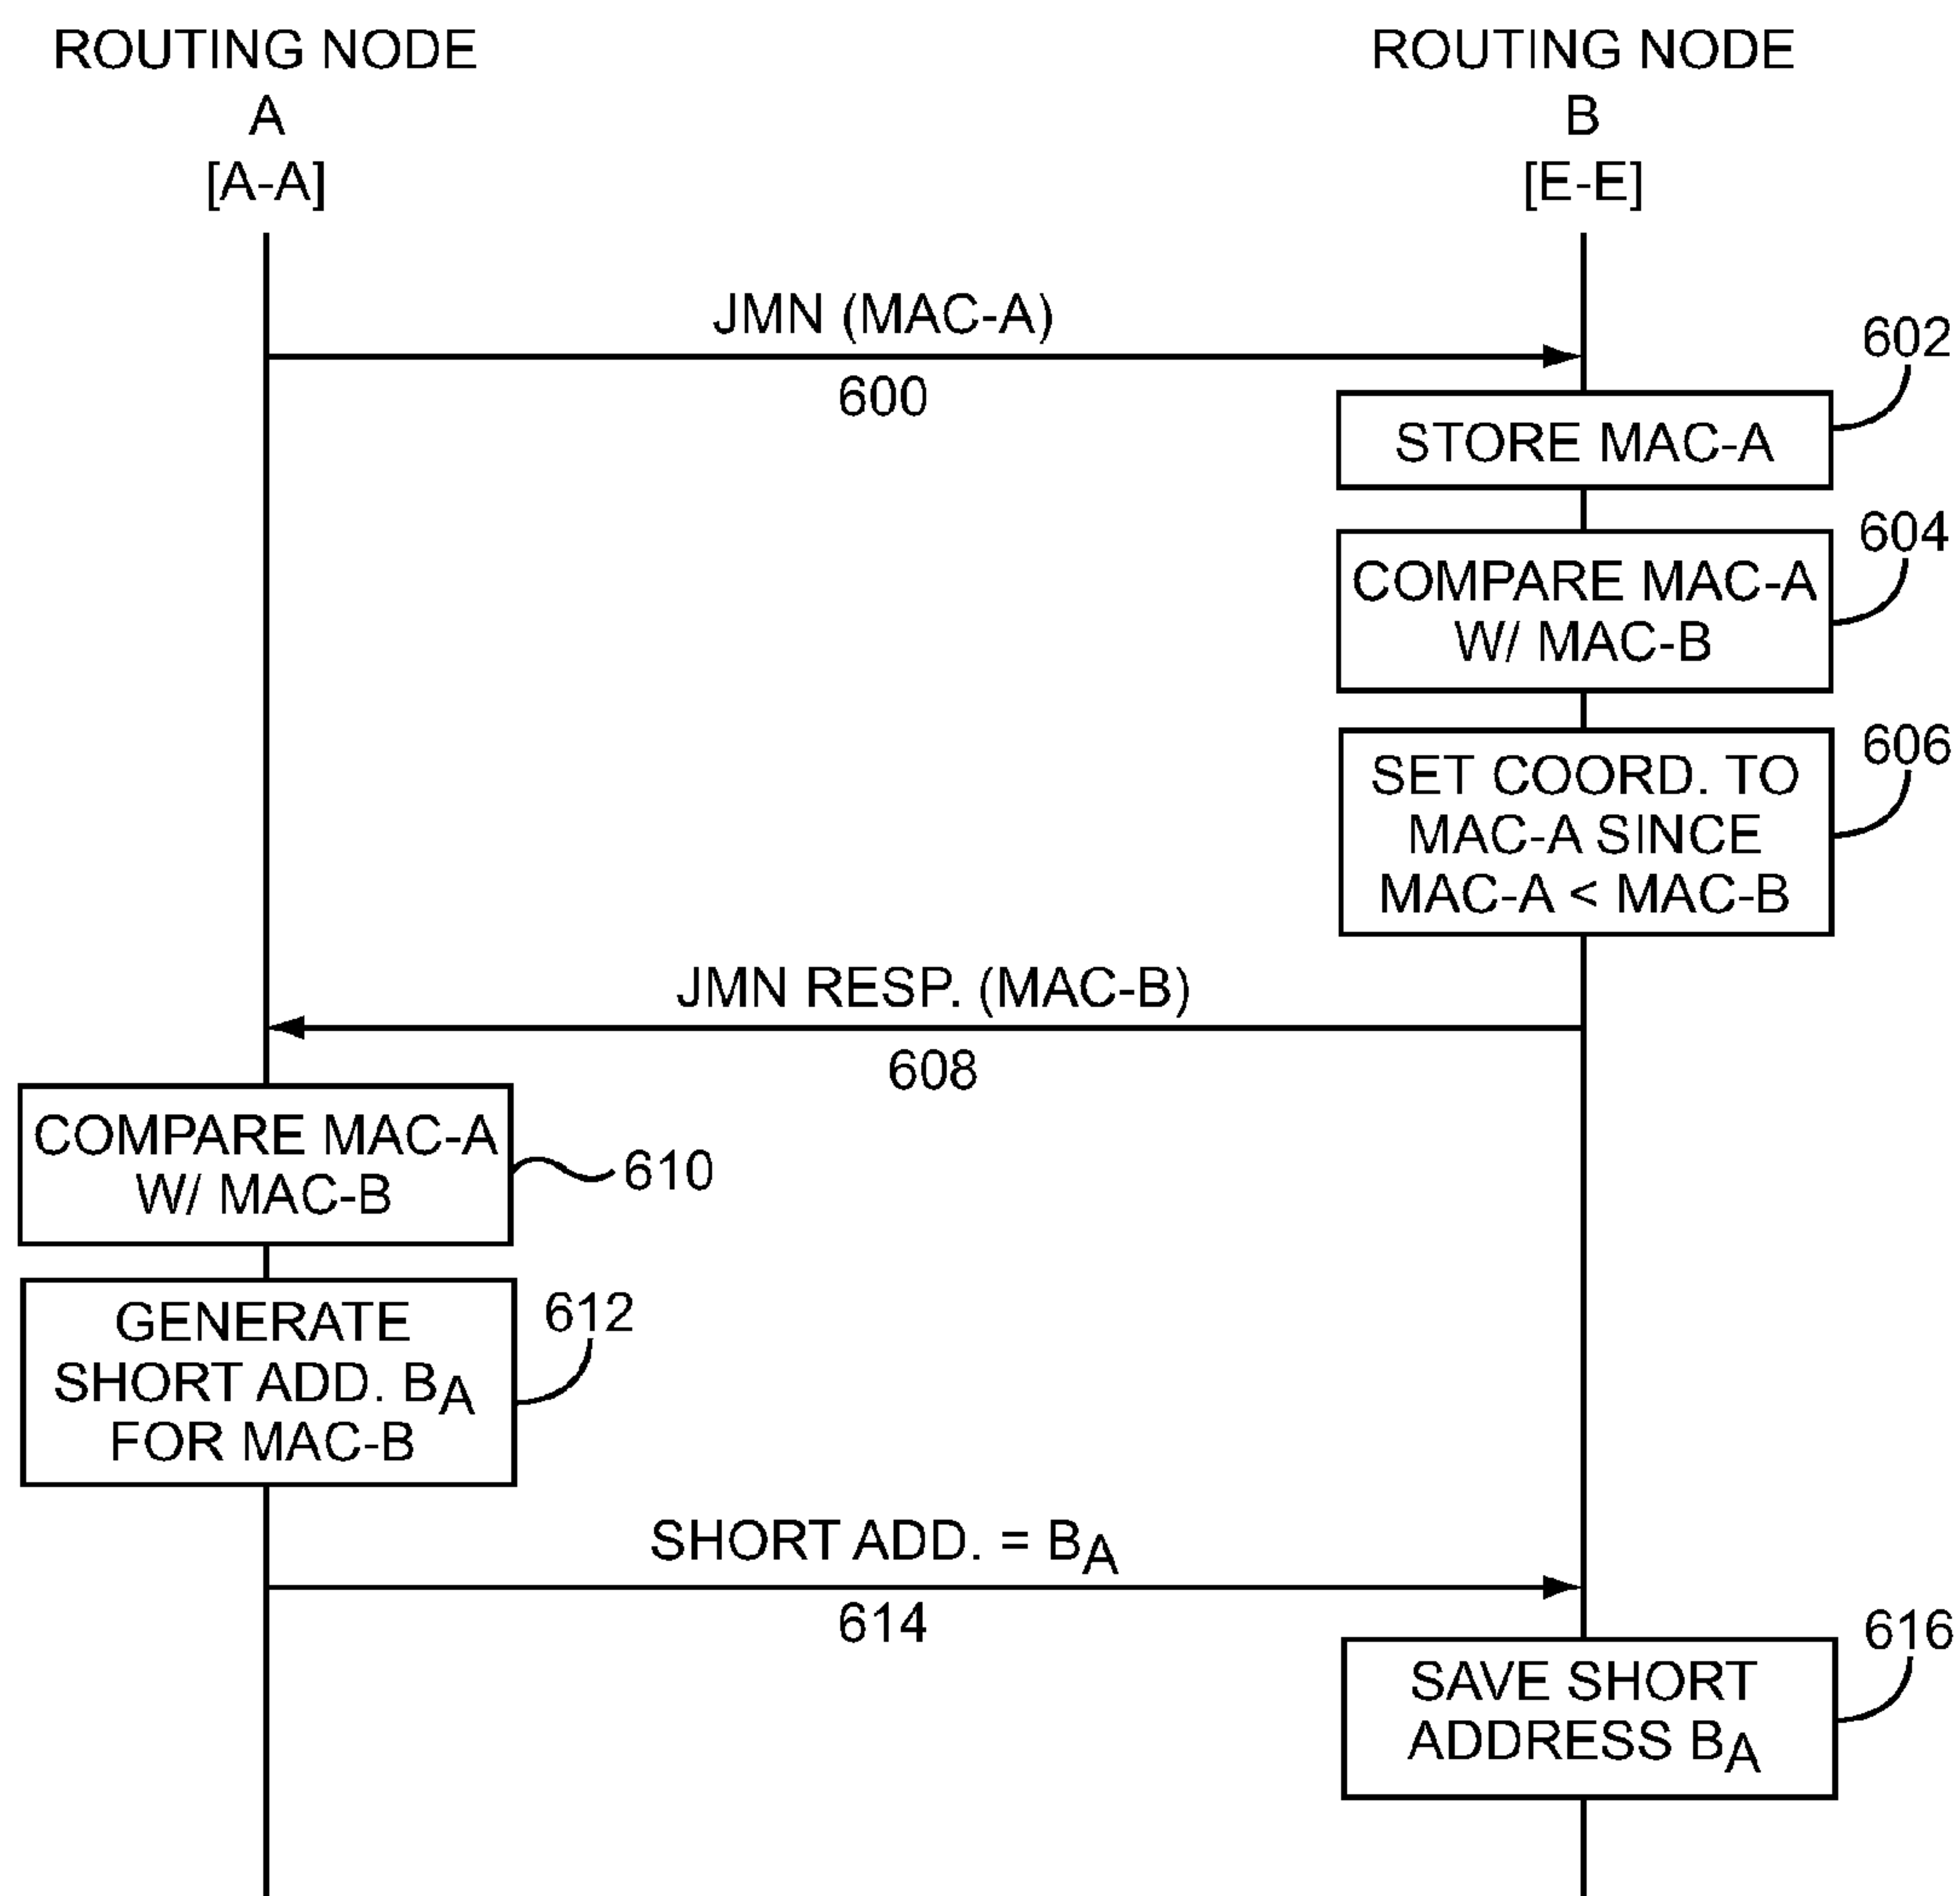 ROUTING NODE
A
[A-A]
ROUTING NODE
B
[E-E]
JMN (MAC-A)
600
602
STORE MAC-A
604
COMPARE MAC-A
W/ MAC-B
606
SET COORD. TO
MAC-A SINCE
MAC-A < MAC-B
JMN RESP. (MAC-B)
608
COMPARE MAC-A
W/ MAC-B
610
612
GENERATE
SHORT ADD. BA
FOR MAC-B
SHORT ADD. = BA
614
616
SAVE SHORT
ADDRESS BA